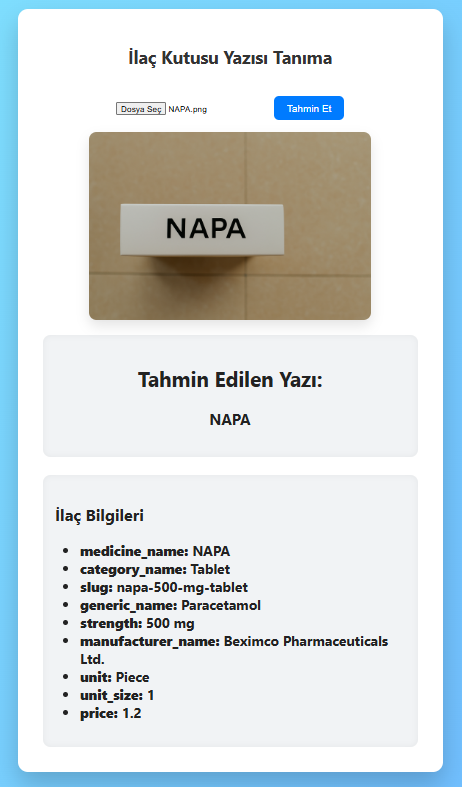 İlaç Kutusu Yazısı Tanıma
Dosya Seç NAPA.png
Tahmin Et
NAPA
Tahmin Edilen Yazı:
NAPA
İlaç Bilgileri
medicine_name: NAPA
category_name: Tablet
slug: napa-500-mg-tablet
generic_name: Paracetamol
strength: 500 mg
manufacturer_name: Beximco Pharmaceuticals
Ltd.
unit: Piece
unit_size: 1
price: 1.2